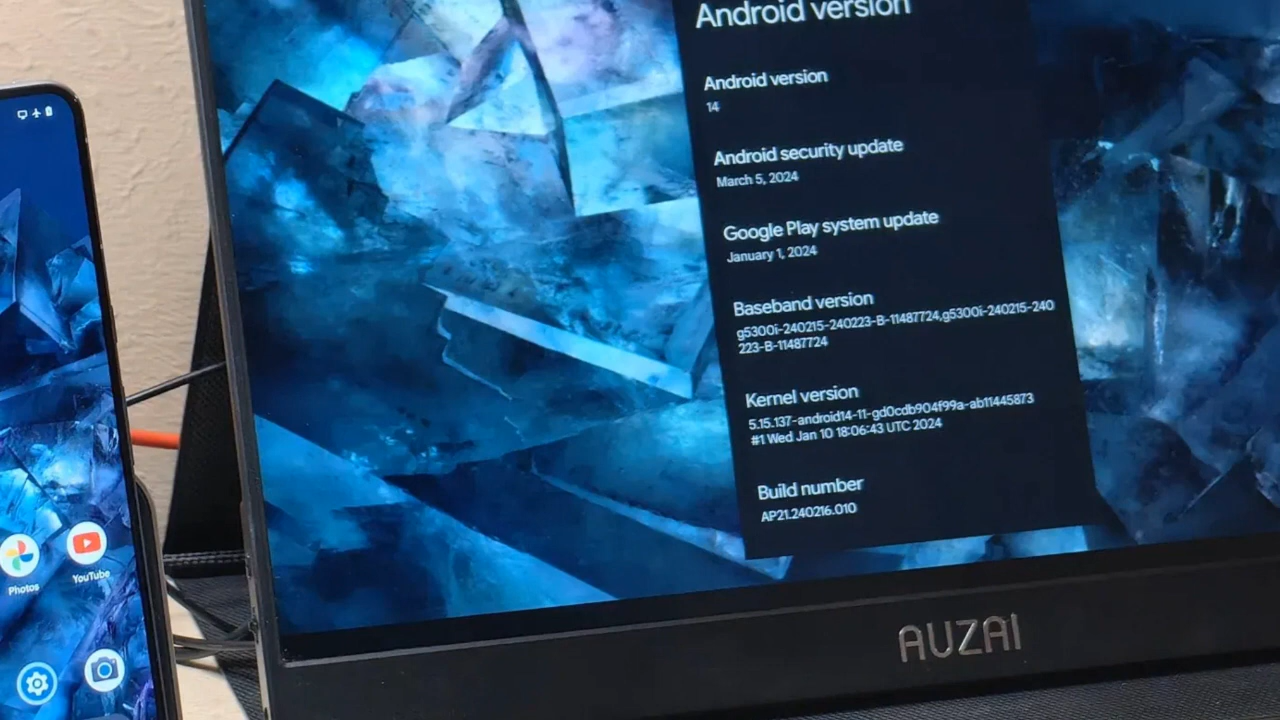 Android version
Android version
14
Android security update
March 5, 2024
Google Play system update
January 1, 2024
Baseband version
g5300i-240215-240223-B-11487724,g5300i-240215-240
223-B-11487724
Kernel version
5.15.137-android14-11-gd0cdb904f99a-ab11445873
#1 Wed Jan 10 18:06:43 UTC 2024
Build number
AP21.240216.010
Photos
YouTube
AUZAI